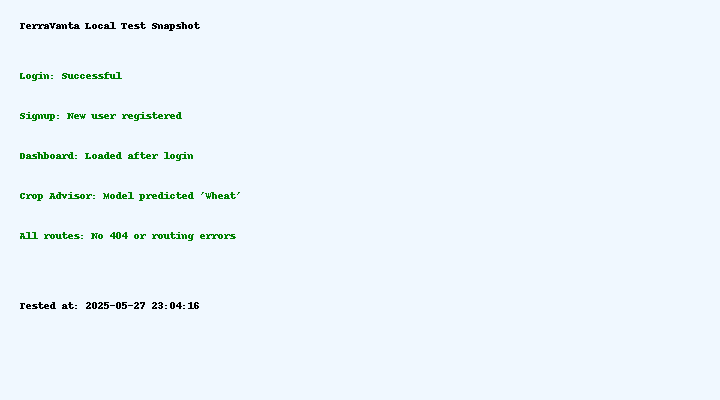 TerraVanta Local Test Snapshot
Login: Successful
Signup: New user registered
Dashboard: Loaded after login
Crop Advisor: Model predicted 'Wheat'
All routes: No 404 or routing errors
Tested at: 2025-05-27 23:04:16